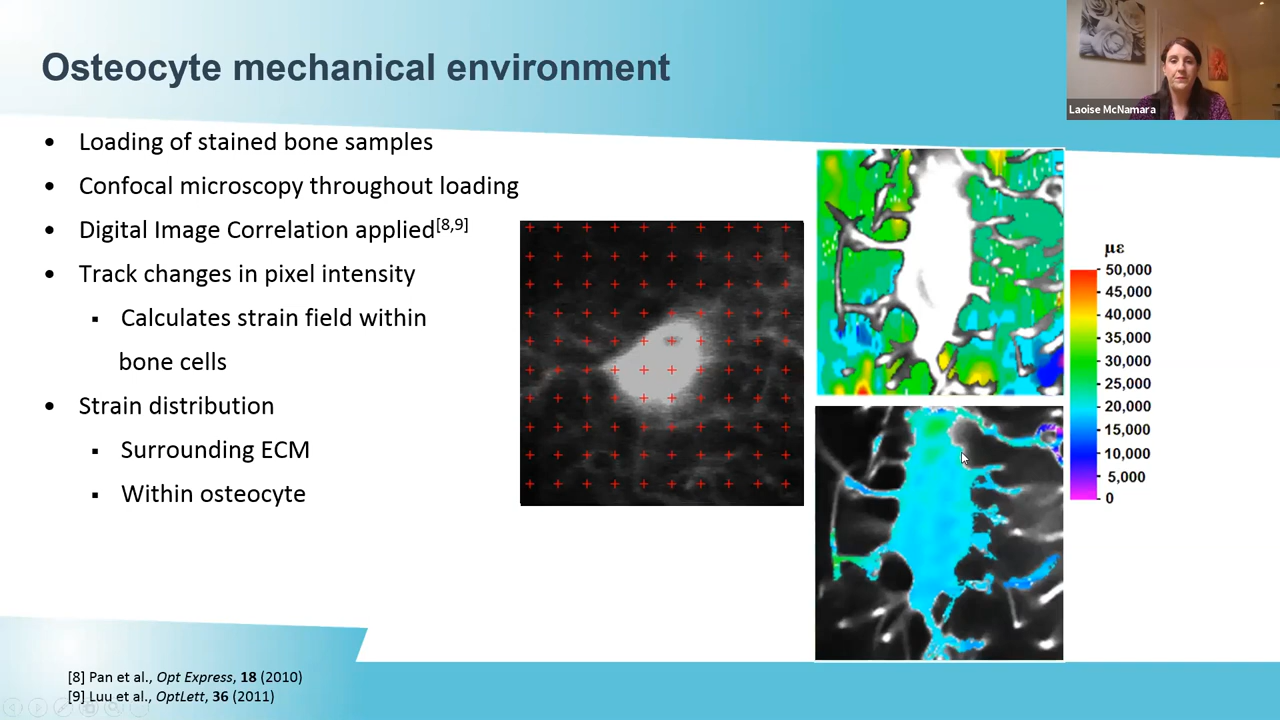 Osteocyte mechanical environment
Laoise McNamara
• Loading of stained bone samples
• Confocal microscopy throughout loading
• Digital Image Correlation applied[8,9]
• Track changes in pixel intensity
▪ Calculates strain field within
bone cells
• Strain distribution
▪ Surrounding ECM
▪ Within osteocyte
με
50,000
45,000
40,000
35,000
30,000
25,000
20,000
15,000
10,000
5,000
0
[8] Pan et al., Opt Express, 18 (2010)
[9] Luu et al., OptLett, 36 (2011)